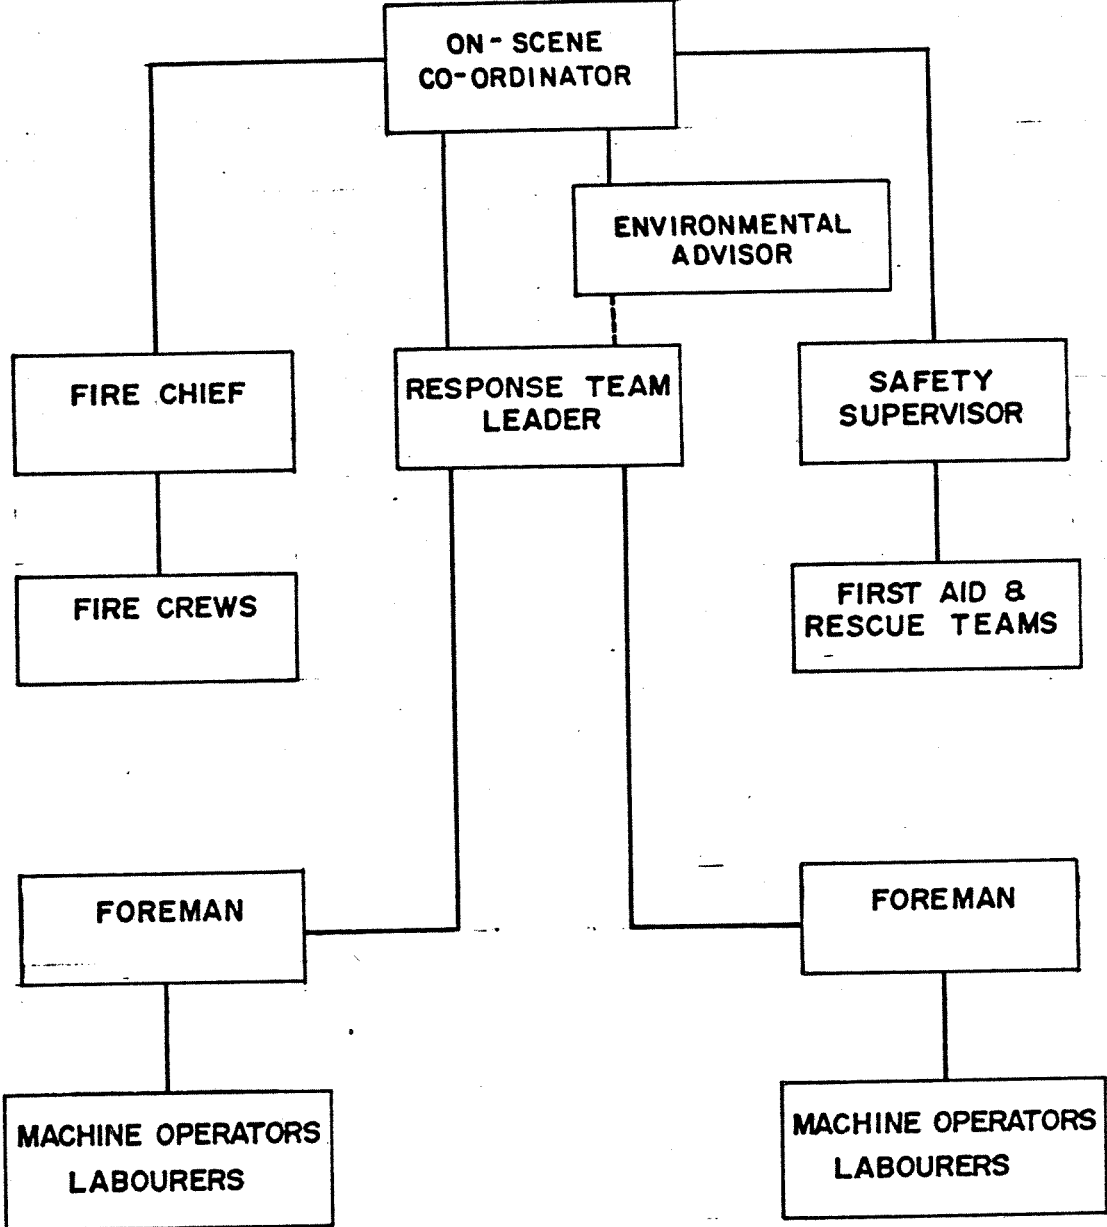 ON-SCENE
CO-ORDINATOR
ENVIRONMENTAL
ADVISOR
FIRE CHIEF
RESPONSE TEAM
LEADER
SAFETY
SUPERVISOR
FIRE CREWS
FIRST AID &
RESCUE TEAMS
FOREMAN
FOREMAN
MACHINE OPERATORS
LABOURERS
MACHINE OPERATORS
LABOURERS